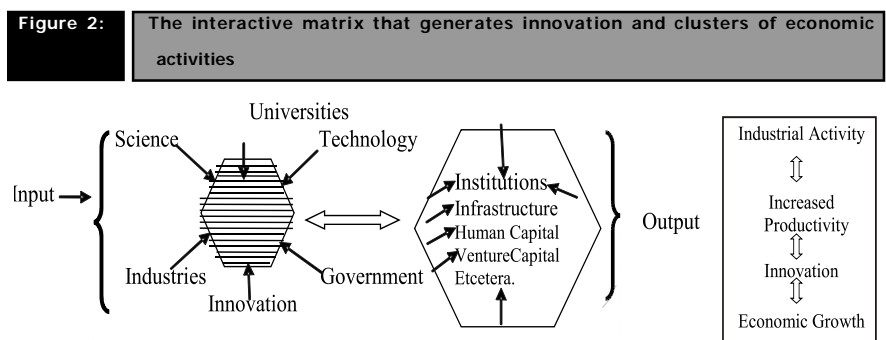 Figure 2:
The interactive matrix that generates innovation and clusters of economic
activities
Universities
Science
Technology
Input
Industries
Government
Innovation
Institutions
Infrastructure
Human Capital
VentureCapital
Etcetera.
Output
Industrial Activity
Increased
Productivity
Innovation
Economic Growth